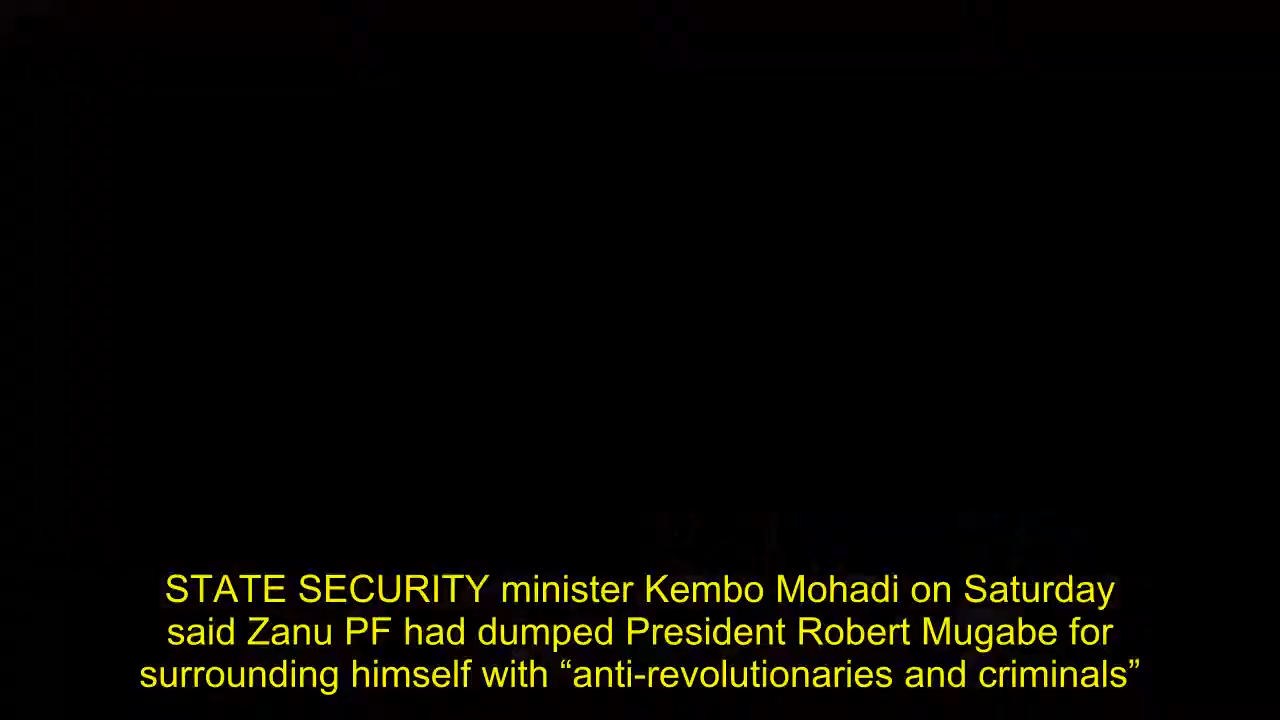 STATE SECURITY minister Kembo Mohadi on Saturday
said Zanu PF had dumped President Robert Mugabe for
surrounding himself with “anti-revolutionaries and criminals”